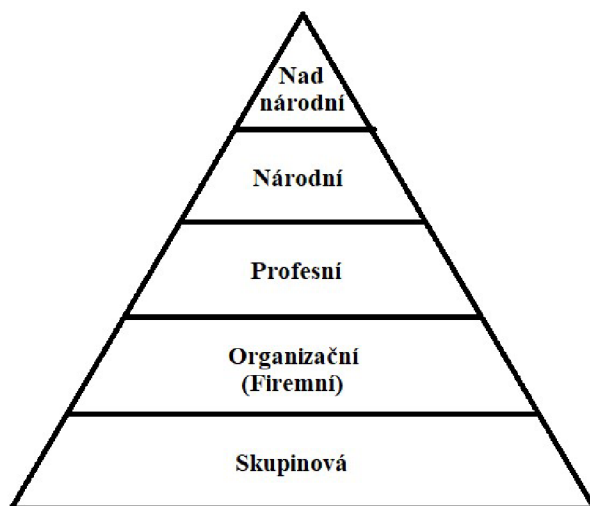 Nad
národní
Národní
Profesní
Organizační
(Firemní)
Skupinová